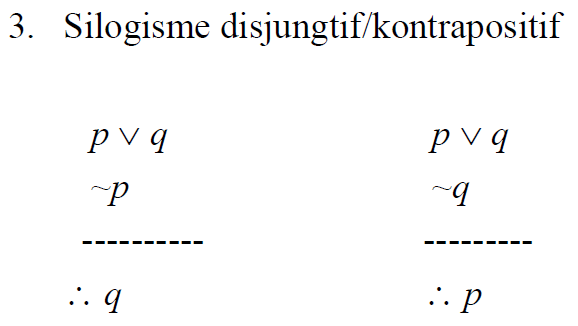 3. Silogisme disjungtif/kontrapositif
p ∨ q p ∨ q
~p ~q
---------- ---------
∴ q ∴ p